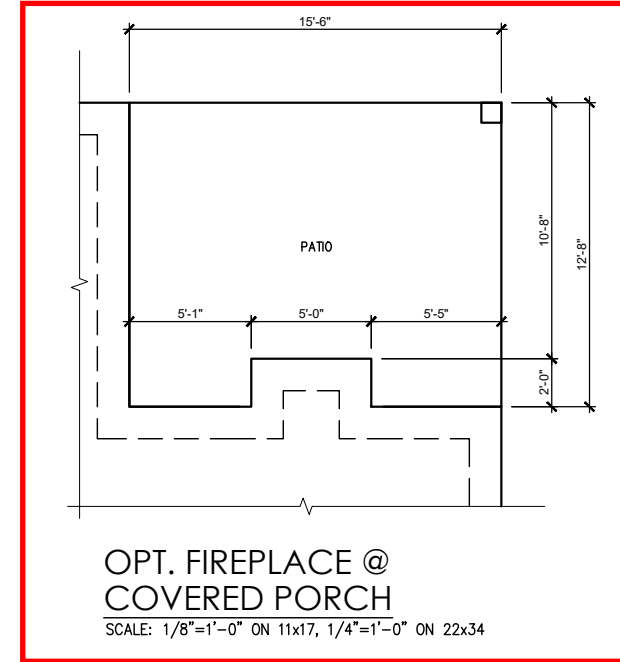 15'-6"
10'-8"
12'-8"
PATIO
5'-1"
5'-0"
5'-5"
2'-0"
OPT. FIREPLACE @
COVERED PORCH
SCALE: 1/8"=1'-0" ON 11x17, 1/4"=1'-0" ON 22x34